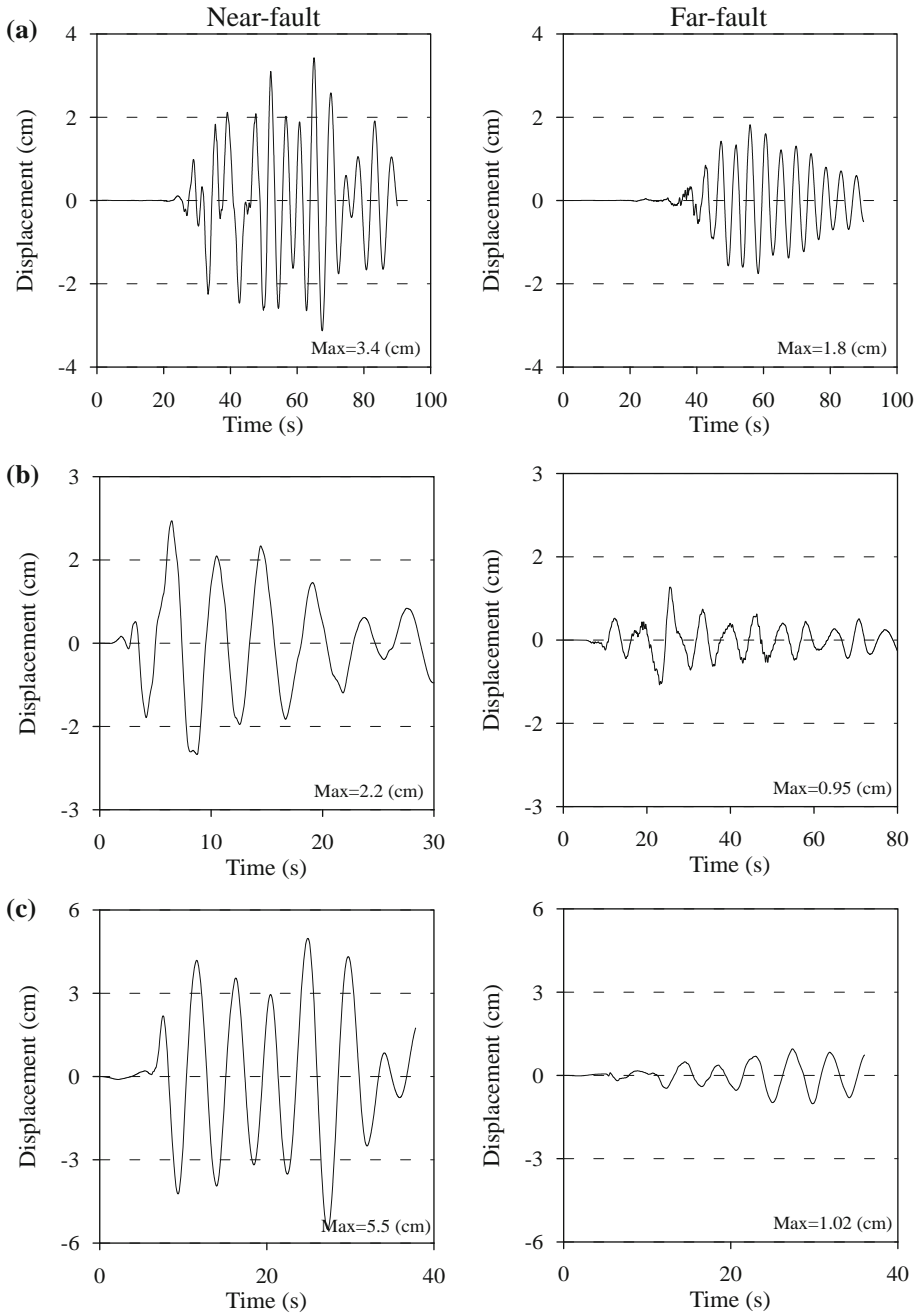 Near-fault
Far-fault
(a)
4
2
0
-2
-4
Displacement (cm)
Max=3.4 (cm)
0 20 40 60 80 100
Time (s)
4
2
0
-2
-4
Displacement (cm)
Max=1.8 (cm)
0 20 40 60 80 100
Time (s)
(b)
3
2
0
-2
-3
Displacement (cm)
Max=2.2 (cm)
0 10 20 30
Time (s)
3
2
0
-2
-3
Displacement (cm)
Max=0.95 (cm)
0 20 40 60 80
Time (s)
(c)
6
3
0
-3
-6
Displacement (cm)
Max=5.5 (cm)
0 20 40
Time (s)
6
3
0
-3
-6
Displacement (cm)
Max=1.02 (cm)
0 20 40
Time (s)